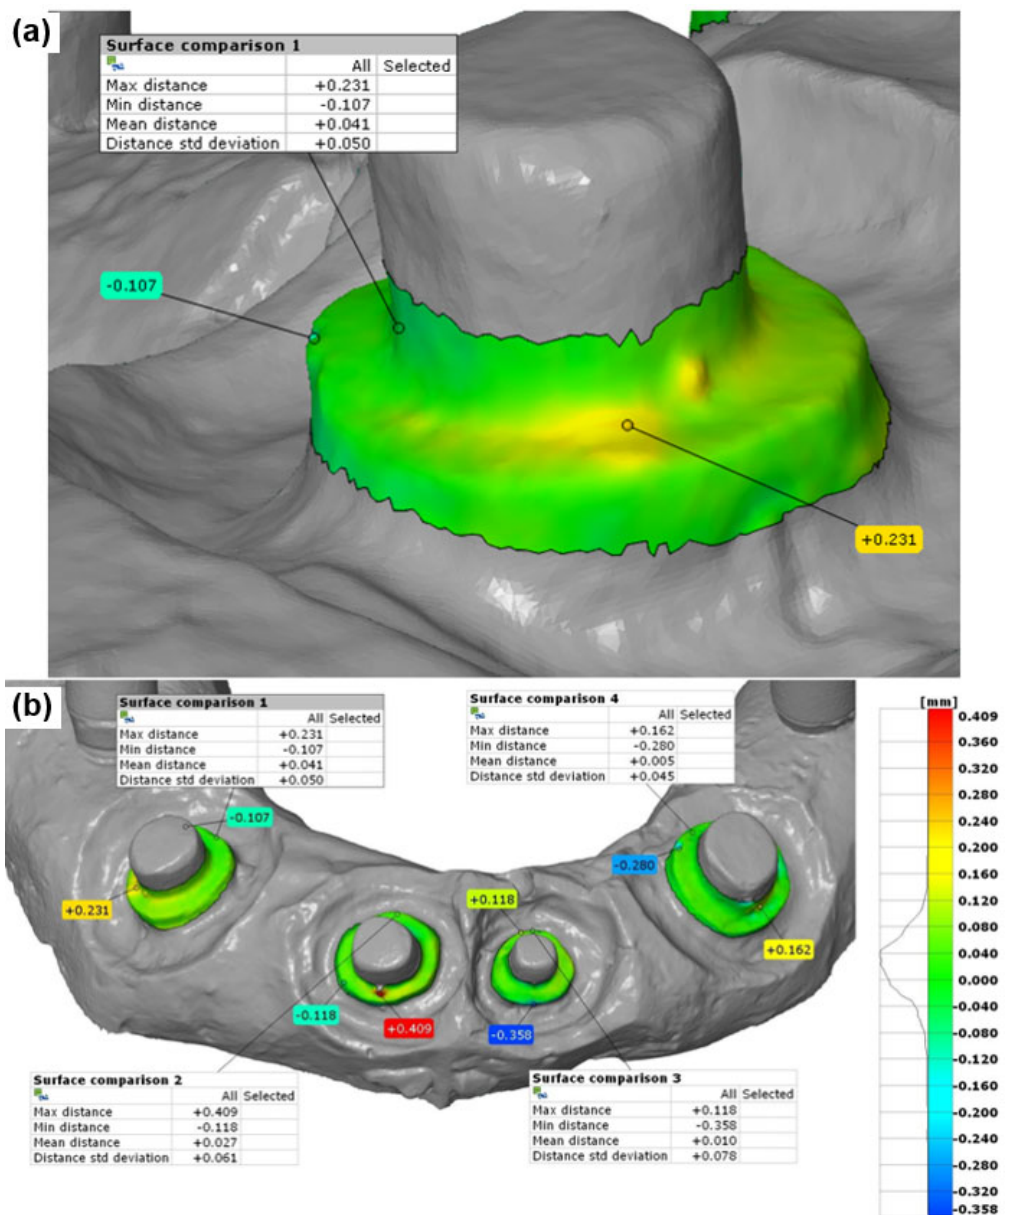 (a)
Surface comparison 1
All Selected
Max distance +0.231
Min distance -0.107
Mean distance +0.041
Distance std deviation +0.050
-0.107
+0.231
(b)
Surface comparison 1
All Selected
Max distance +0.231
Min distance -0.107
Mean distance +0.041
Distance std deviation +0.050
Surface comparison 4
All Selected
Max distance +0.162
Min distance -0.280
Mean distance +0.005
Distance std deviation +0.045
-0.107
-0.280
+0.231
+0.118
+0.162
-0.118
+0.409
-0.358
Surface comparison 2
All Selected
Max distance +0.409
Min distance -0.118
Mean distance +0.027
Distance std deviation +0.061
Surface comparison 3
All Selected
Max distance +0.118
Min distance -0.358
Mean distance +0.010
Distance std deviation +0.078
[mm]
0.409
0.360
0.320
0.280
0.240
0.200
0.160
0.120
0.080
0.040
0.000
-0.040
-0.080
-0.120
-0.160
-0.200
-0.240
-0.280
-0.320
-0.358